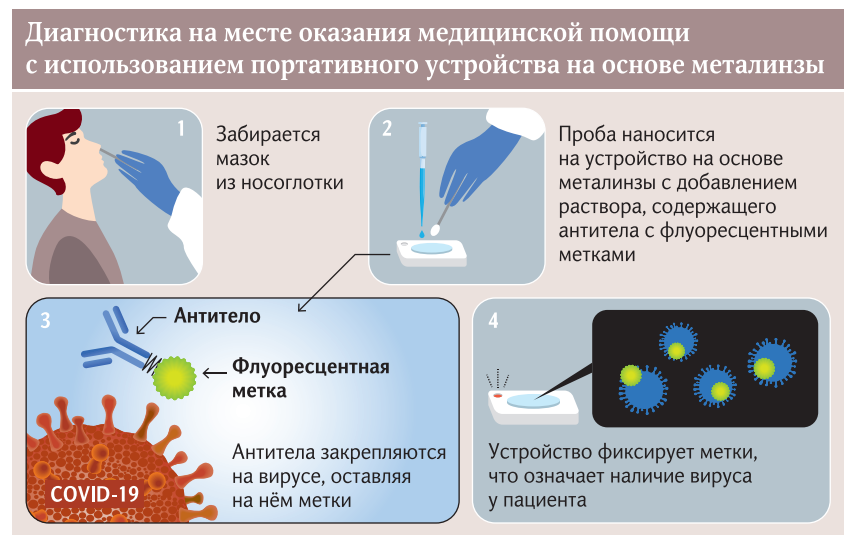 Диагностика на месте оказания медицинской помощи
с использованием портативного устройства на основе металинзы
1
Забирается
мазок
из носоглотки
2
Проба наносится
на устройство на основе
металинзы с добавлением
раствора, содержащего
антитела с флуоресцентными
метками
3
Антитело
Флуоресцентная
метка
Антитела закрепляются
на вирусе, оставляя
на нём метки
COVID-19
4
Устройство фиксирует метки,
что означает наличие вируса
у пациента